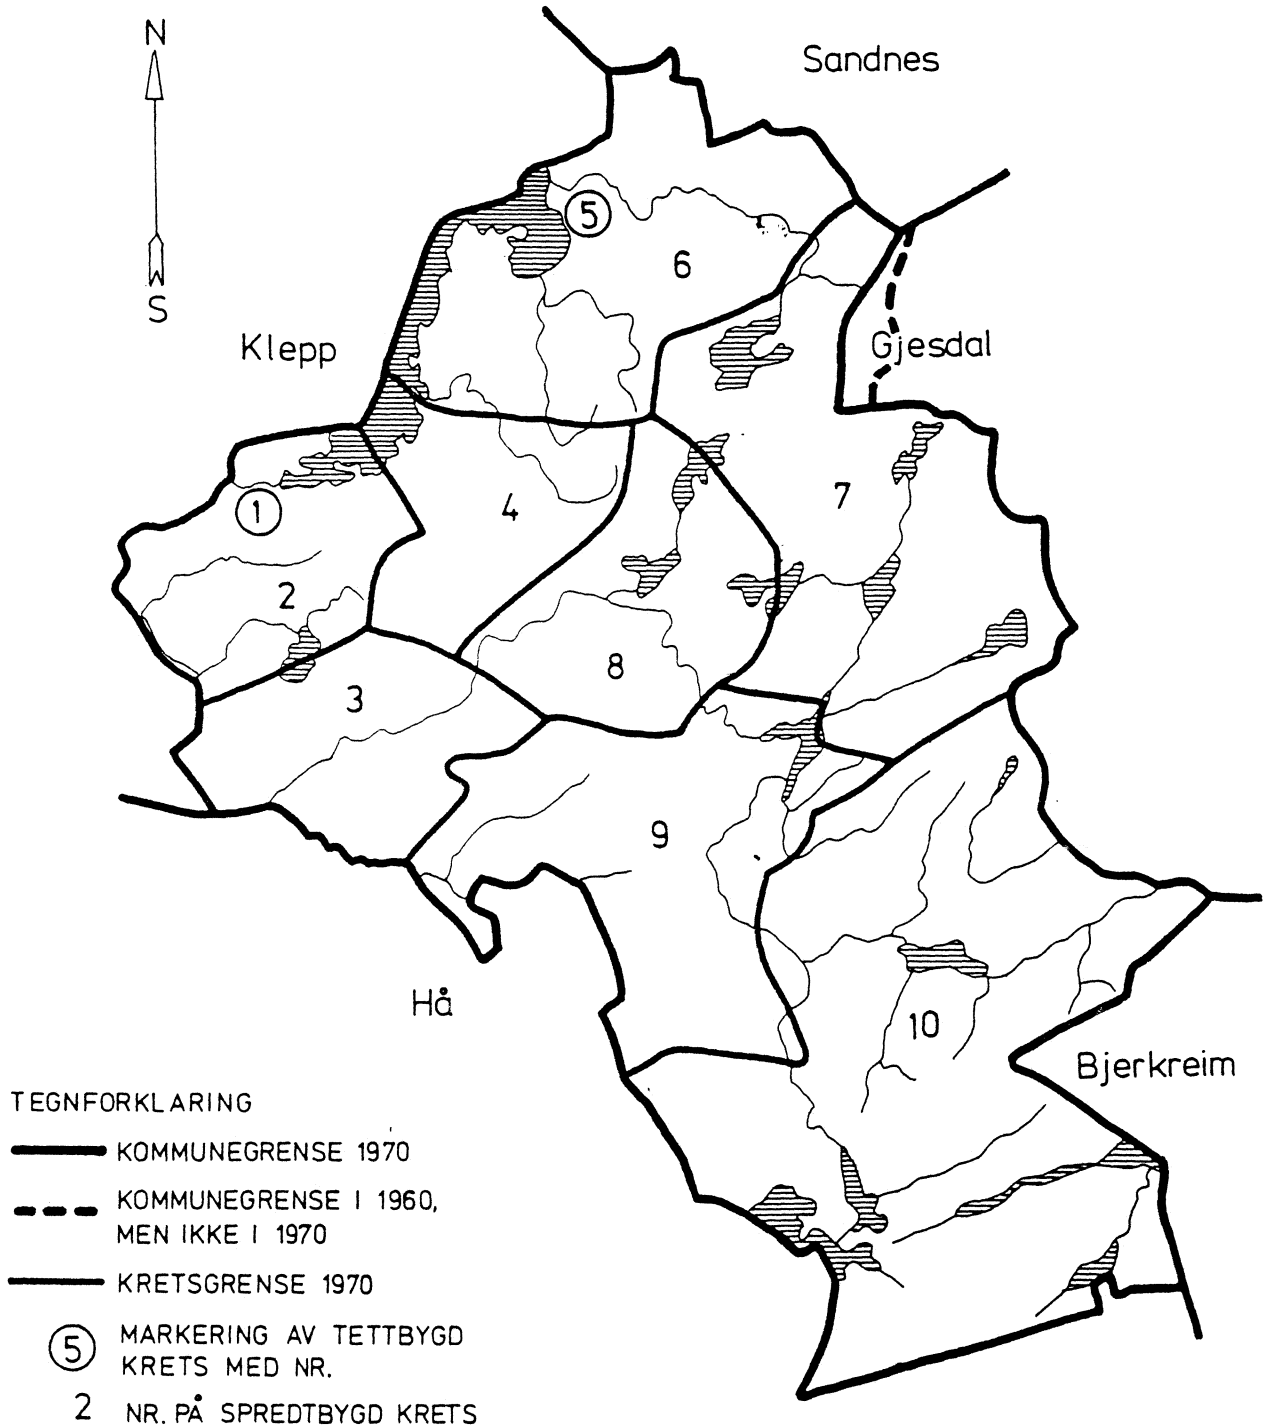 N
S
Sandnes
5
6
Klepp
Gjesdal
1
4
7
2
8
3
9
Hå
10
Bjerkreim
TEGNFORKLARING
KOMMUNEGRENSE 1970
KOMMUNEGRENSE I 1960,
MEN IKKE I 1970
KRETSGRENSE 1970
5 MARKERING AV TETTBYGD
KRETS MED NR.
2 NR. PÅ SPREDTBYGD KRETS